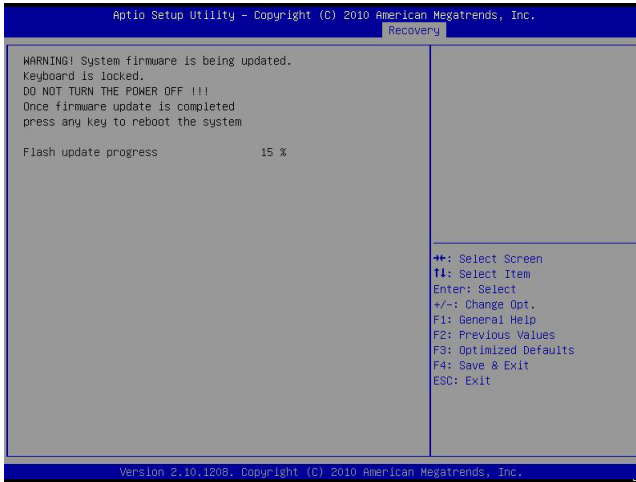 Aptio Setup Utility – Copyright (C) 2010 American Megatrends, Inc.
Recovery
WARNING! System firmware is being updated.
Keyboard is locked.
DO NOT TURN THE POWER OFF !!!
Once firmware update is completed
press any key to reboot the system
Flash update progress 15 %
→←: Select Screen
↑↓: Select Item
Enter: Select
+/-: Change Opt.
F1: General Help
F2: Previous Values
F3: Optimized Defaults
F4: Save & Exit
ESC: Exit
Version 2.10.1208. Copyright (C) 2010 American Megatrends, Inc.